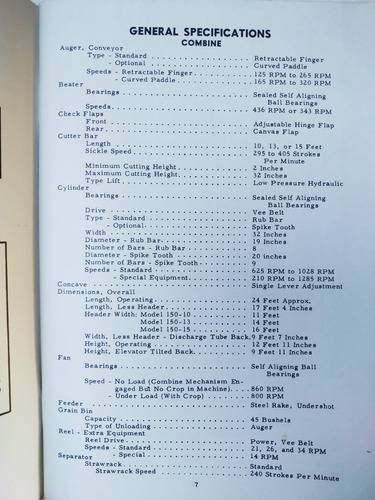 GENERAL SPECIFICATIONS
COMBINE
Auger, Conveyor
Type - Standard . . . Retractable Finger
- Optional . . . Curved Paddle
Speeds - Retractable Finger . . . 125 RPM to 265 RPM
- Curved Paddle . . . 165 RPM to 320 RPM
Beater
Bearings . . . Sealed Self Aligning
Ball Bearings
Speeds . . . 436 RPM or 343 RPM
Check Flaps
Front . . . Adjustable Hinge Flap
Rear . . . Canvas Flap
Cutter Bar
Length . . . 10, 13, or 15 Feet
Sickle Speed . . . 295 to 405 Strokes
Per Minute
Minimum Cutting Height . . . 2 Inches
Maximum Cutting Height . . . 32 Inches
Type Lift . . . Low Pressure Hydraulic
Cylinder
Bearings . . . Sealed Self Aligning
Ball Bearings
Drive . . . Vee Belt
Type - Standard . . . Rub Bar
- Optional . . . Spike Tooth
Width . . . 32 Inches
Diameter - Rub Bar . . . 19 Inches
Number of Bars - Rub Bar . . . 8
Diameter - Spike Tooth . . . 20 inches
Number of Bars - Spike Tooth . . . 9
Speeds - Standard . . . 625 RPM to 1028 RPM
- Special Equipment . . . 210 RPM to 1285 RPM
Concave . . . Single Lever Adjustment
Dimensions, Overall
Length, Operating . . . 24 Feet Approx.
Length, Less Header . . . 17 Feet 4 Inches
Header Width: Model 150-10 . . . 11 Feet
Model 150-13 . . . 14 Feet
Model 150-15 . . . 16 Feet
Width, Less Header - Discharge Tube Back . 9 Feet 7 Inches
Height, Operating . . . 12 Feet 11 Inches
Height, Elevator Tilted Back . . . 9 Feet 11 Inches
Fan
Bearings . . . Self Aligning Ball
Bearings
Speed - No Load (Combine Mechanism En-
gaged But No Crop in Machine) . . . 860 RPM
- Under Load (With Crop) . . . 800 RPM
Feeder . . . Steel Rake, Undershot
Grain Bin
Capacity . . . 45 Bushels
Type of Unloading . . . Auger
Reel - Extra Equipment
Reel Drive . . . Power, Vee Belt
Speeds - Standard . . . 21, 26, and 34 RPM
- Special . . . 14 RPM
Separator
Strawrack . . . Standard
Strawrack Speed . . . 240 Strokes Per Minute
7